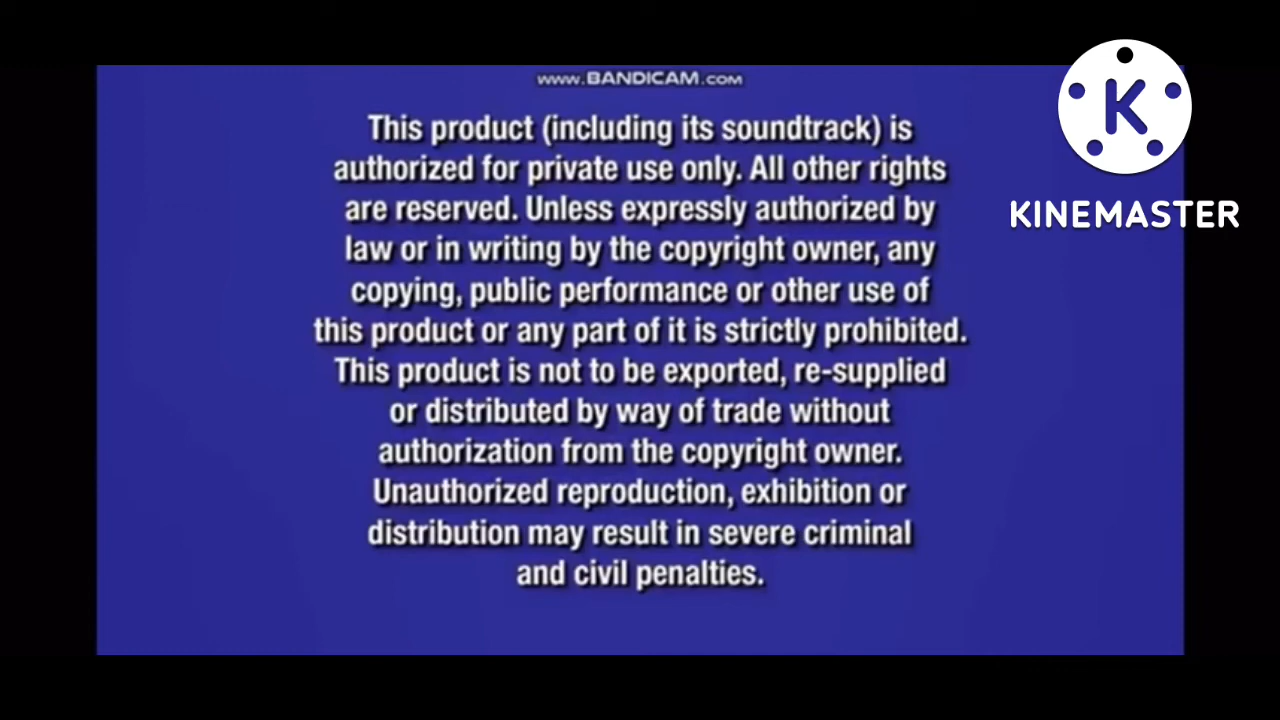 www.BANDICAM.com
This product (including its soundtrack) is
authorized for private use only. All other rights
are reserved. Unless expressly authorized by
law or in writing by the copyright owner, any
copying, public performance or other use of
this product or any part of it is strictly prohibited.
This product is not to be exported, re-supplied
or distributed by way of trade without
authorization from the copyright owner.
Unauthorized reproduction, exhibition or
distribution may result in severe criminal
and civil penalties.
K
KINEMASTER